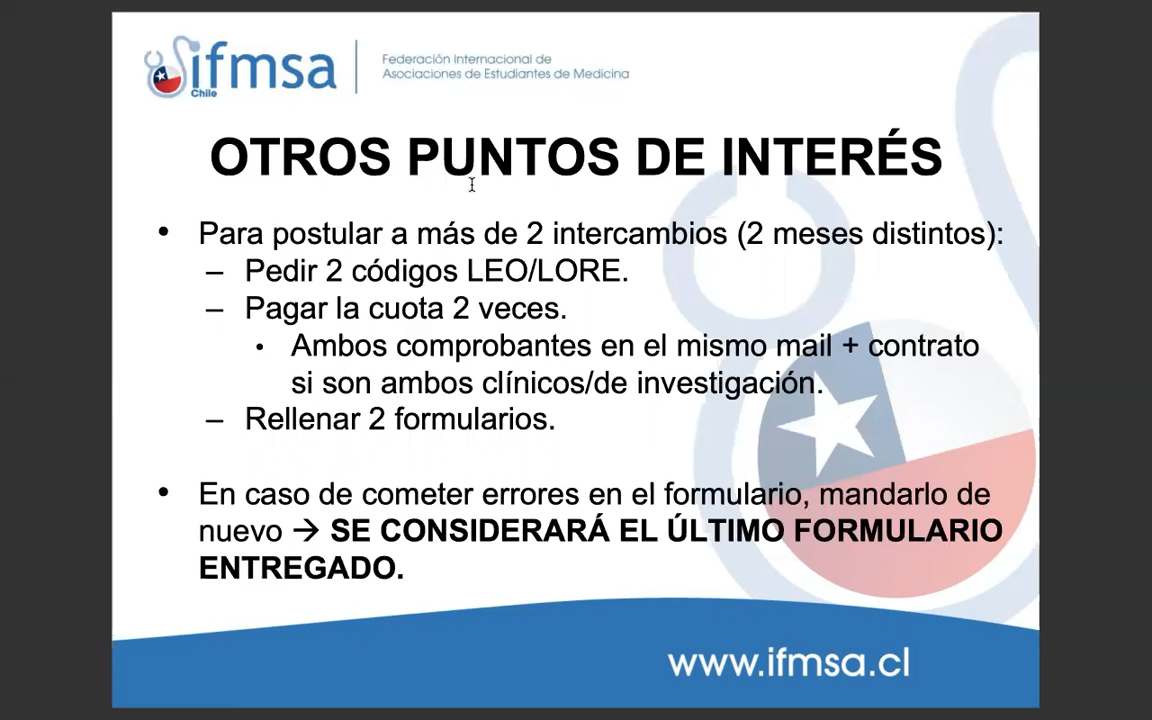 ifmsa
Chile
Federación Internacional de
Asociaciones de Estudiantes de Medicina
OTROS PUNTOS DE INTERÉS
• Para postular a más de 2 intercambios (2 meses distintos):
– Pedir 2 códigos LEO/LORE.
– Pagar la cuota 2 veces.
• Ambos comprobantes en el mismo mail + contrato
si son ambos clínicos/de investigación.
– Rellenar 2 formularios.
• En caso de cometer errores en el formulario, mandarlo de
nuevo → SE CONSIDERARÁ EL ÚLTIMO FORMULARIO
ENTREGADO.
www.ifmsa.cl